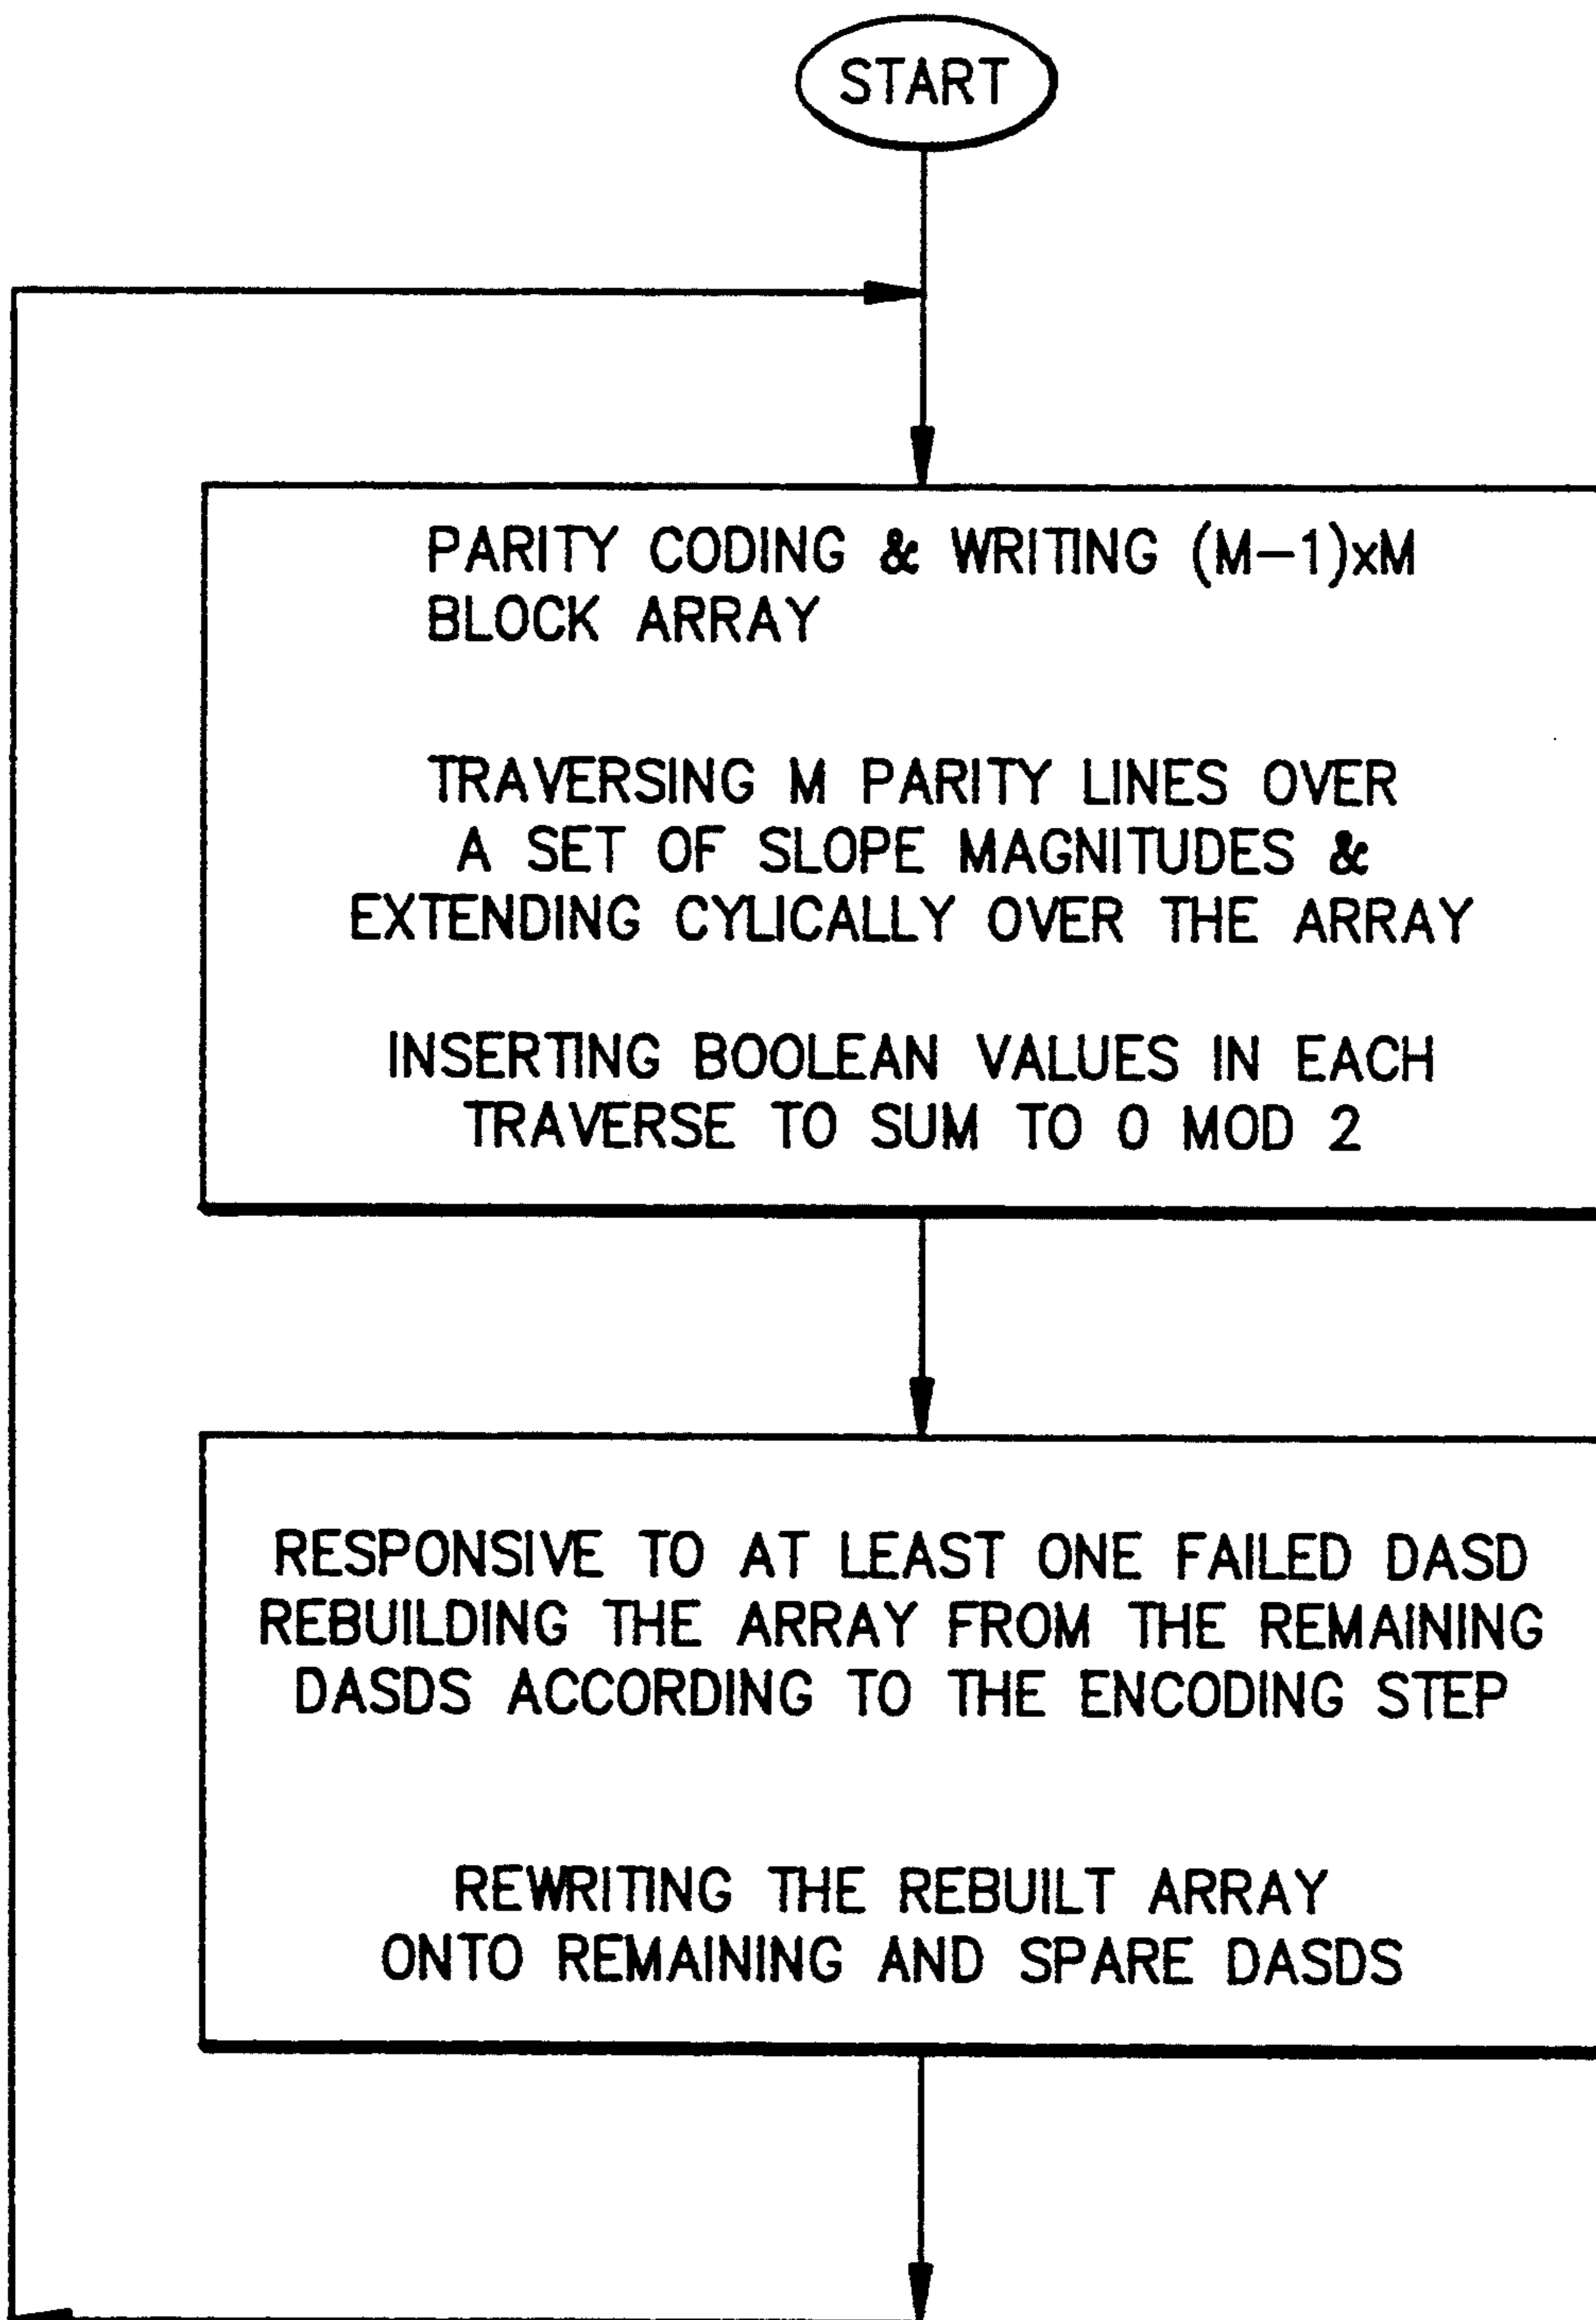 START
PARITY CODING & WRITING (M-1)xM
BLOCK ARRAY
TRAVERSING M PARITY LINES OVER
A SET OF SLOPE MAGNITUDES &
EXTENDING CYLICALLY OVER THE ARRAY
INSERTING BOOLEAN VALUES IN EACH
TRAVERSE TO SUM TO 0 MOD 2
RESPONSIVE TO AT LEAST ONE FAILED DASD
REBUILDING THE ARRAY FROM THE REMAINING
DASDS ACCORDING TO THE ENCODING STEP
REWRITING THE REBUILT ARRAY
ONTO REMAINING AND SPARE DASDS